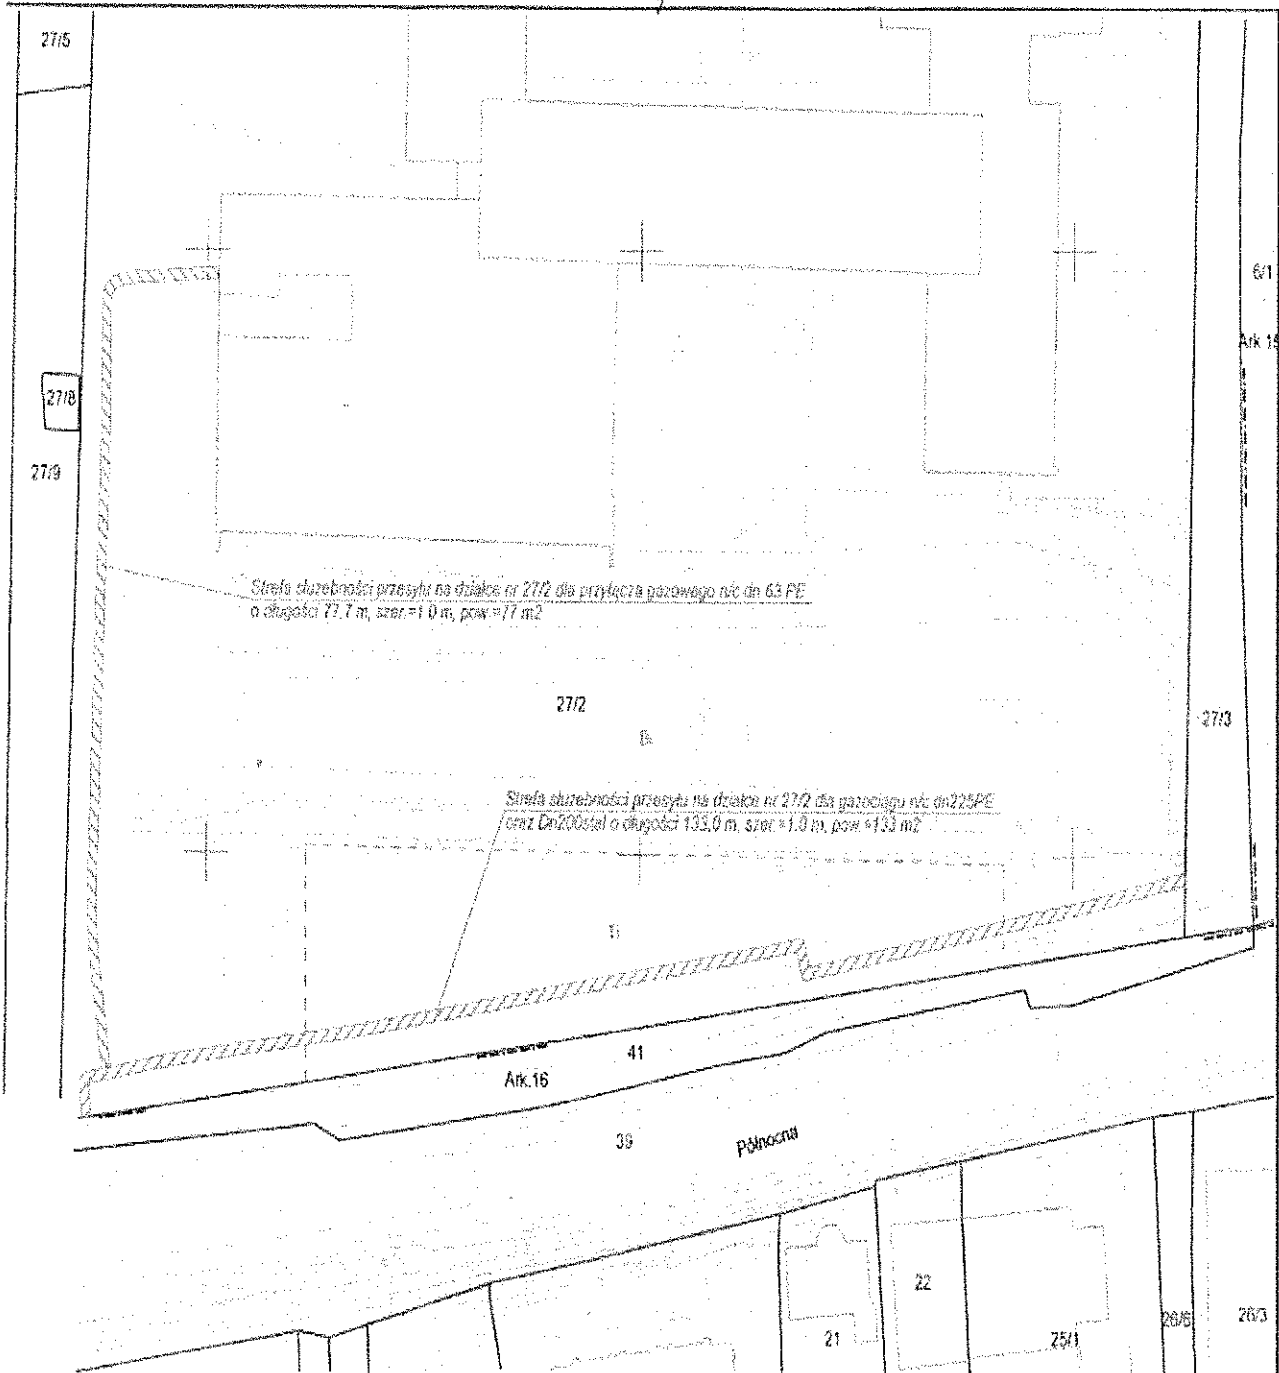 27/5
6/1
Ark 15
27/8
27/9
Strefa służebności przesyłu na działce nr 27/2 dla przyłącza gazowego n/c dn 63 PE
o długości 77,7 m, szer.=1.0 m, pow.=77 m2
27/2
27/3
Strefa służebności przesyłu na działce nr 27/2 dla gazociągu n/c dn225PE
oraz Dn200stal o długości 133,0 m, szer.=1.0 m, pow.=133 m2
41
Ark.16
39
Północna
22
21
25/1
26/6
26/3